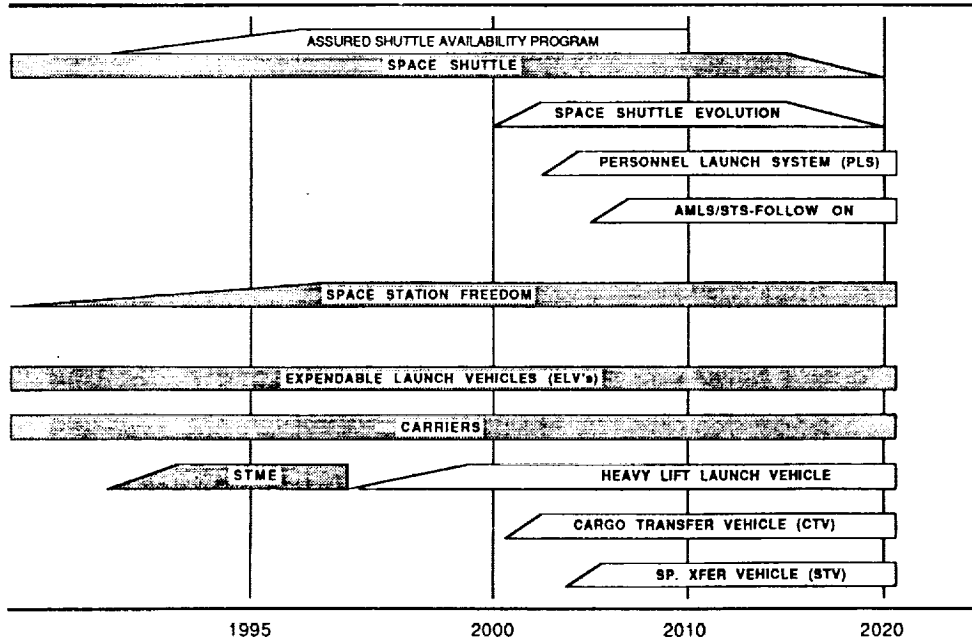 ASSURED SHUTTLE AVAILABILITY PROGRAM
SPACE SHUTTLE
SPACE SHUTTLE EVOLUTION
PERSONNEL LAUNCH SYSTEM (PLS)
AMLS/STS-FOLLOW ON
SPACE STATION FREEDOM
EXPENDABLE LAUNCH VEHICLES (ELV's)
CARRIERS
STME
HEAVY LIFT LAUNCH VEHICLE
CARGO TRANSFER VEHICLE (CTV)
SP. XFER VEHICLE (STV)
1995 2000 2010 2020